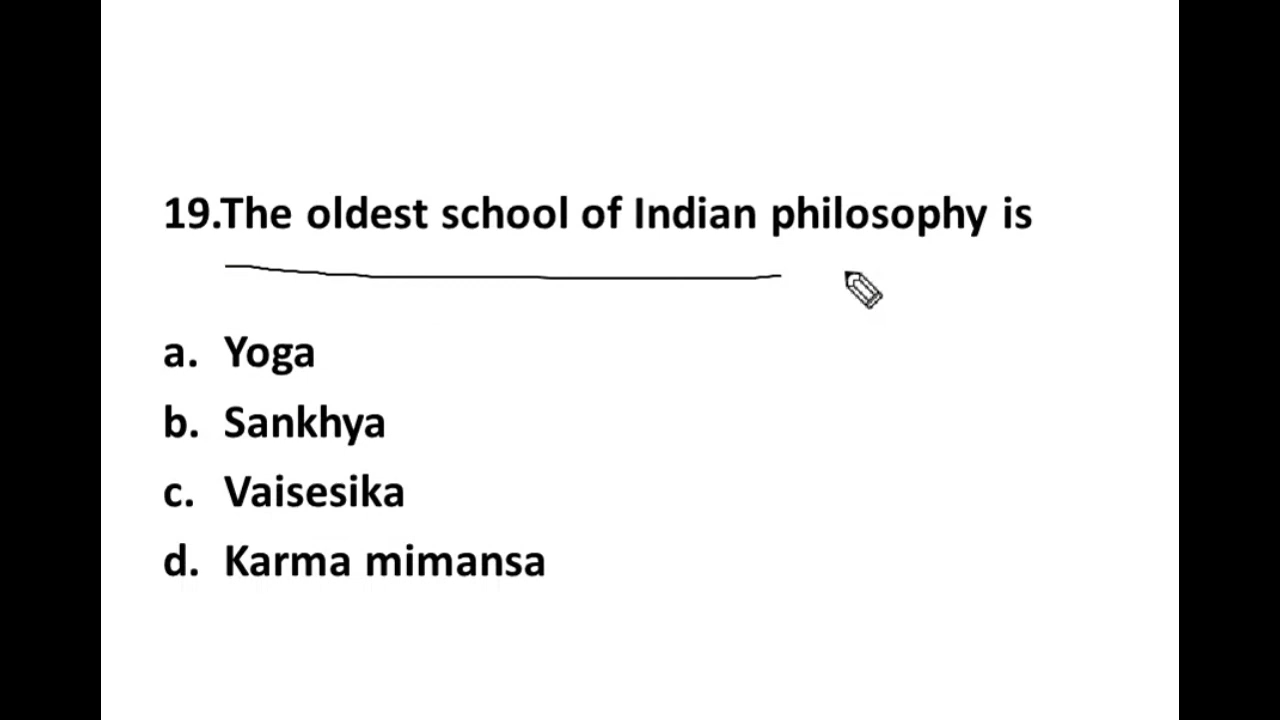 19.The oldest school of Indian philosophy is
a. Yoga
b. Sankhya
c. Vaisesika
d. Karma mimansa